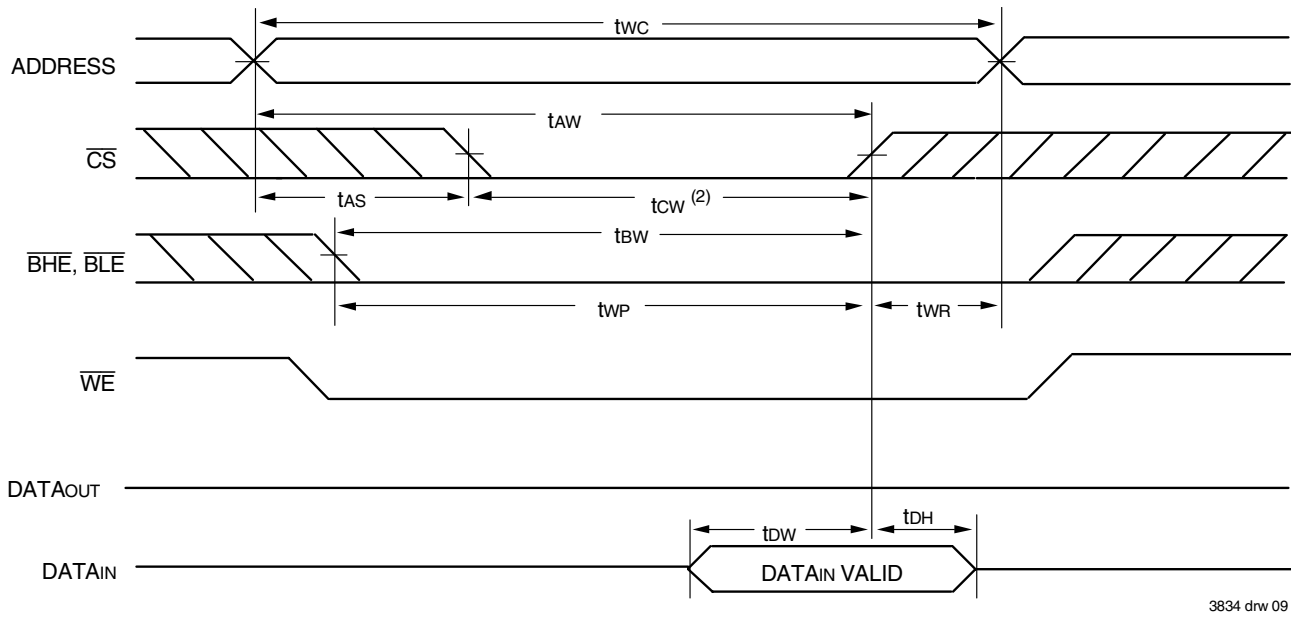 tWC
ADDRESS
tAW
CS
tAS
tCW (2)
tBW
BHE, BLE
tWP
tWR
WE
DATAOUT
tDW
tDH
DATAIN
DATAIN VALID
3834 drw 09